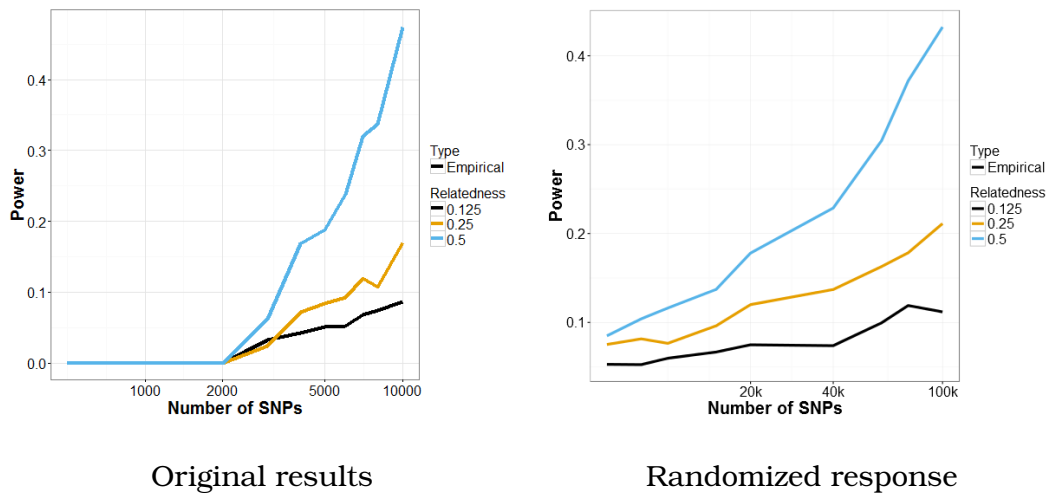 0.4
0.3
0.2
0.1
0.0
Power
1000
2000
5000
10000
Number of SNPs
Type
Empirical
Relatedness
0.125
0.25
0.5
Original results
0.4
0.3
0.2
0.1
Power
20k
40k
100k
Number of SNPs
Type
Empirical
Relatedness
0.125
0.25
0.5
Randomized response